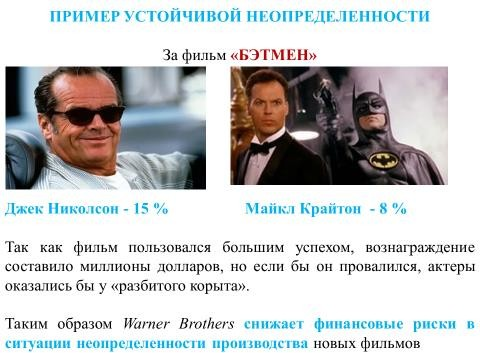 ПРИМЕР УСТОЙЧИВОЙ НЕОПРЕДЕЛЕННОСТИ
За фильм «БЭТМЕН»
Джек Николсон - 15 %
Майкл Крайтон - 8 %
Так как фильм пользовался большим успехом, вознаграждение
составило миллионы долларов, но если бы он провалился, актеры
оказались бы у «разбитого корыта».
Таким образом Warner Brothers снижает финансовые риски в
ситуации неопределенности производства новых фильмов